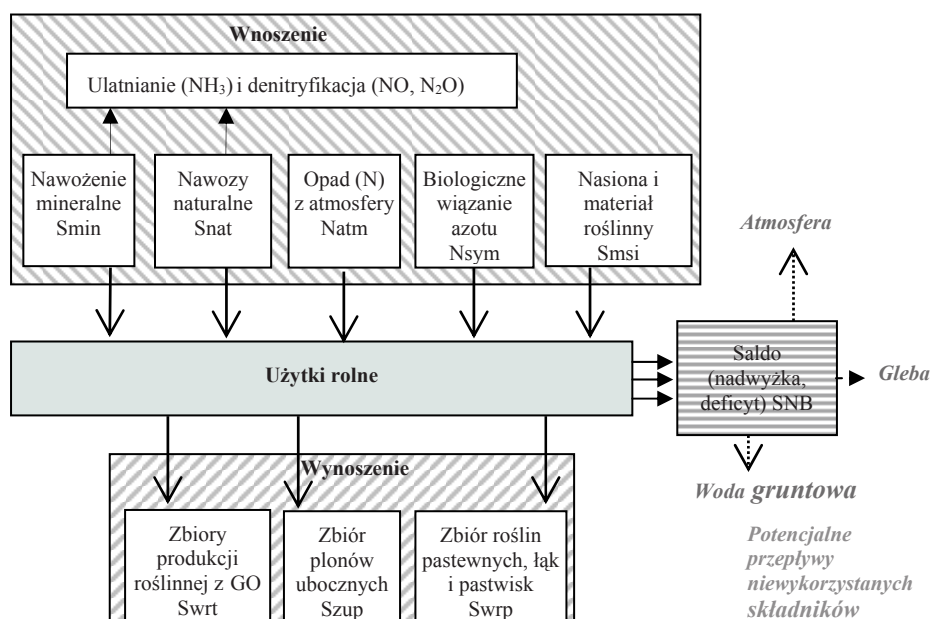 Wnoszenie
Ulatnianie (NH₃) i denitryfikacja (NO, N₂O)
Nawożenie
mineralne
Smin
Nawozy
naturalne
Snat
Opad (N)
z atmosfery
Natm
Biologiczne
wiązanie
azotu
Nsym
Nasiona i
materiał
roślinny
Smsi
Atmosfera
Użytki rolne
Saldo
(nadwyżka,
deficyt) SNB
Gleba
Woda gruntowa
Wynoszenie
Zbiory
produkcji
roślinnej z GO
Swrt
Zbiór
plonów
ubocznych
Szup
Zbiór roślin
pastewnych, łąk
i pastwisk
Swrp
Potencjalne
przepływy
niewykorzystanych
składników